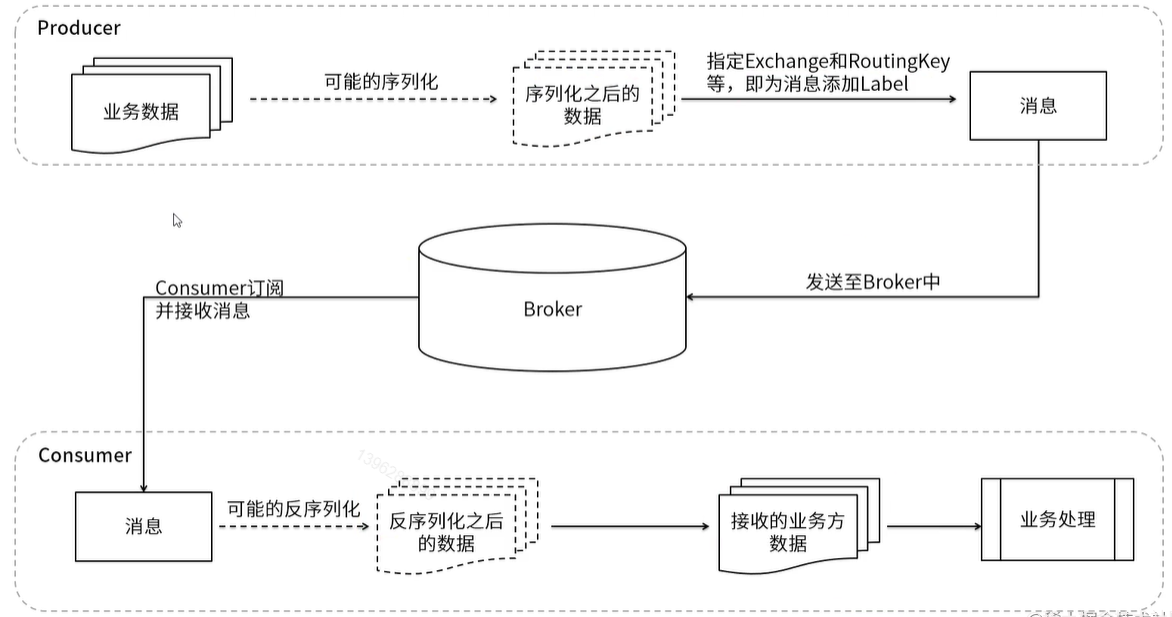 Producer
业务数据
可能的序列化
序列化之后的
数据
指定Exchange和RoutingKey
等，即为消息添加Label
消息
发送至Broker中
Broker
Consumer订阅
并接收消息
Consumer
消息
可能的反序列化
反序列化之后
的数据
接收的业务方
数据
业务处理